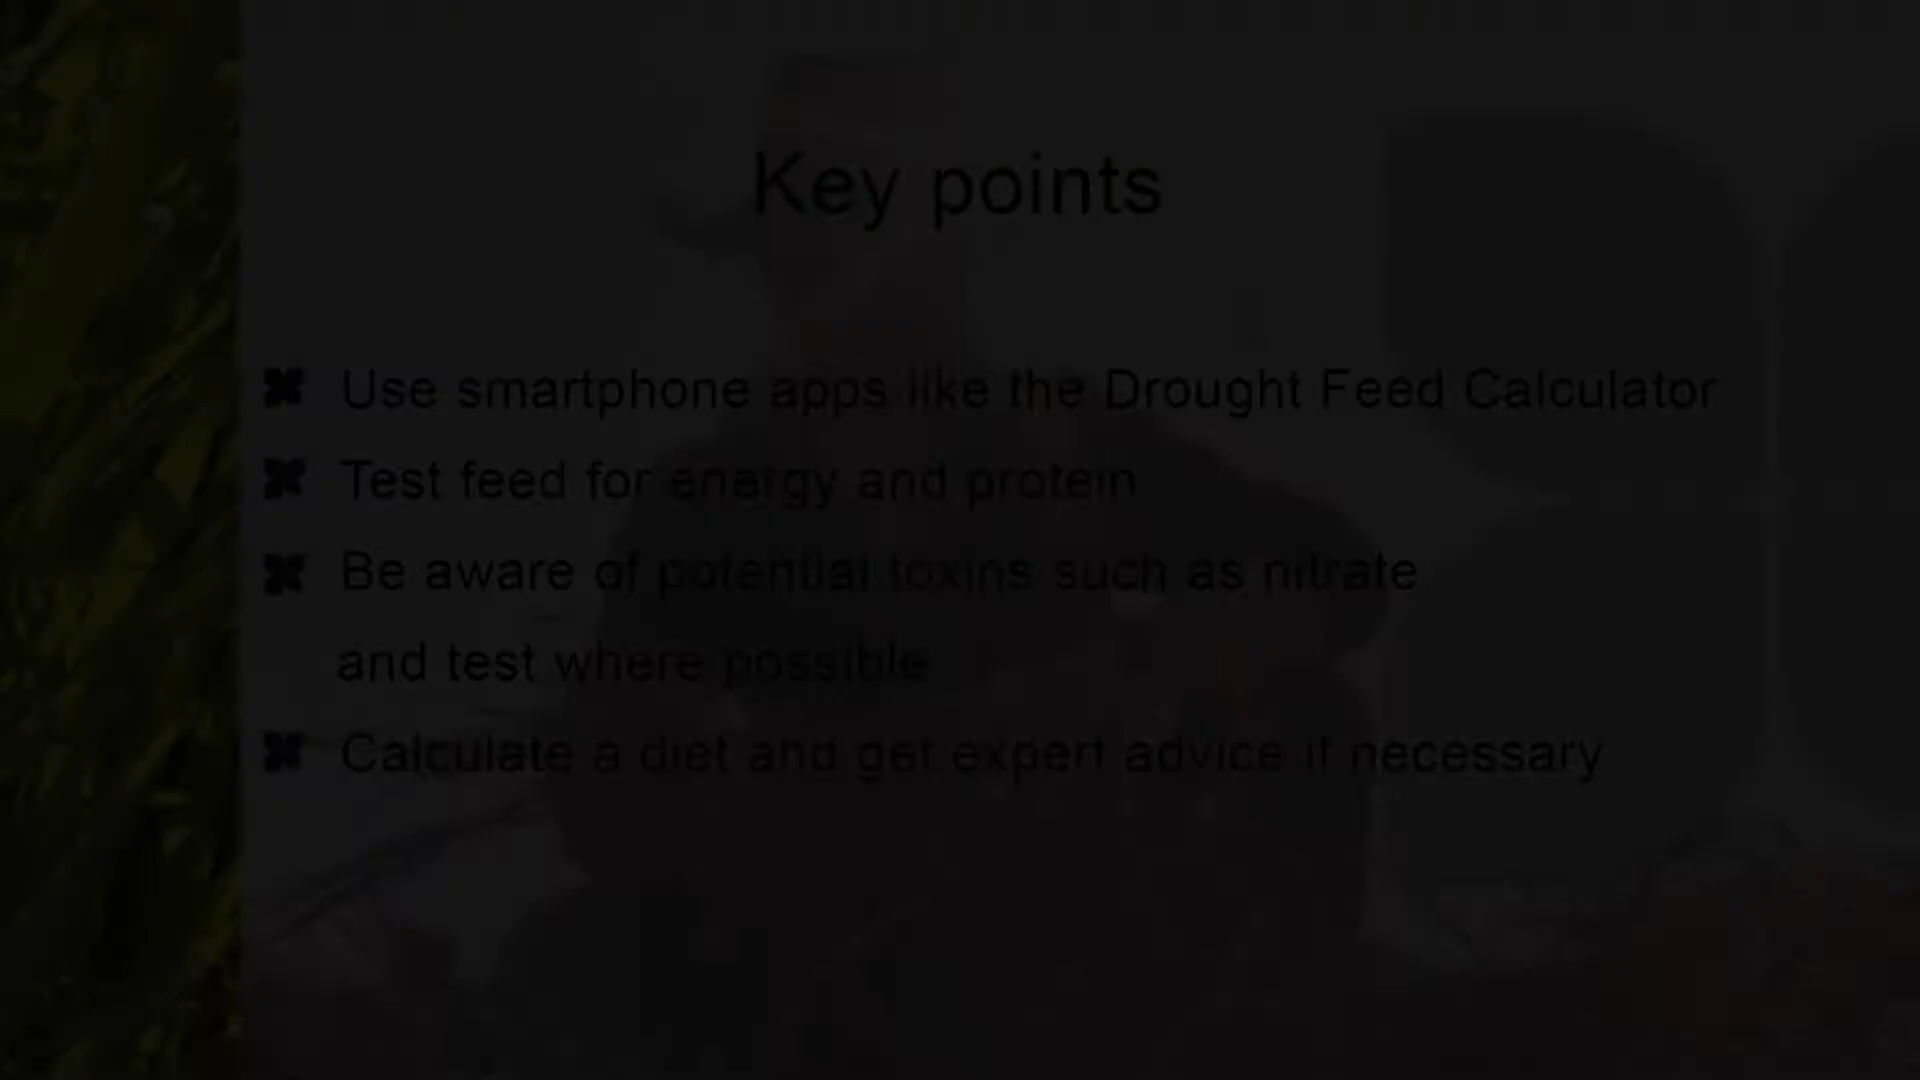 Key points
Use smartphone apps like the Drought Feed Calculator
Test feed for energy and protein
Be aware of potential toxins such as nitrate
and test where possible
Calculate a diet and get expert advice if necessary